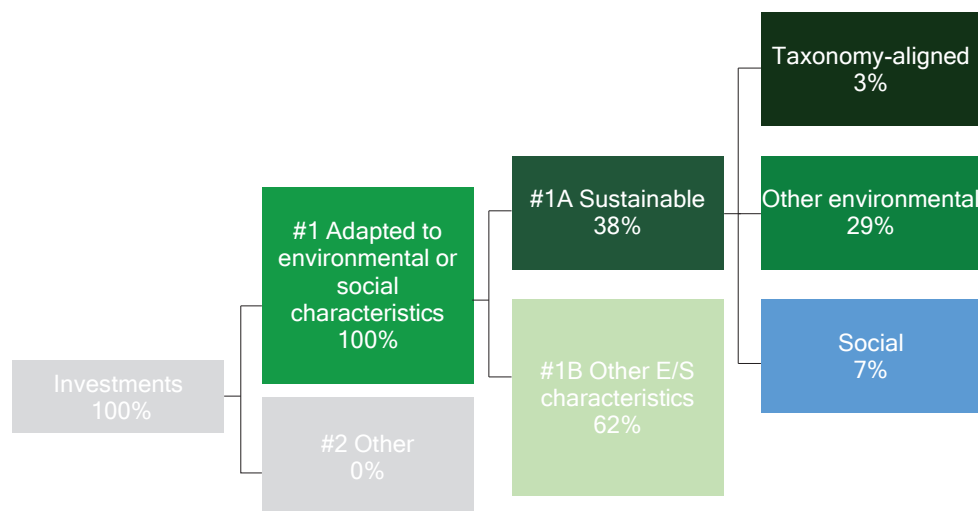 Investments
100%
#1 Adapted to
environmental or
social
characteristics
100%
#2 Other
0%
#1A Sustainable
38%
#1B Other E/S
characteristics
62%
Taxonomy-aligned
3%
Other environmental
29%
Social
7%